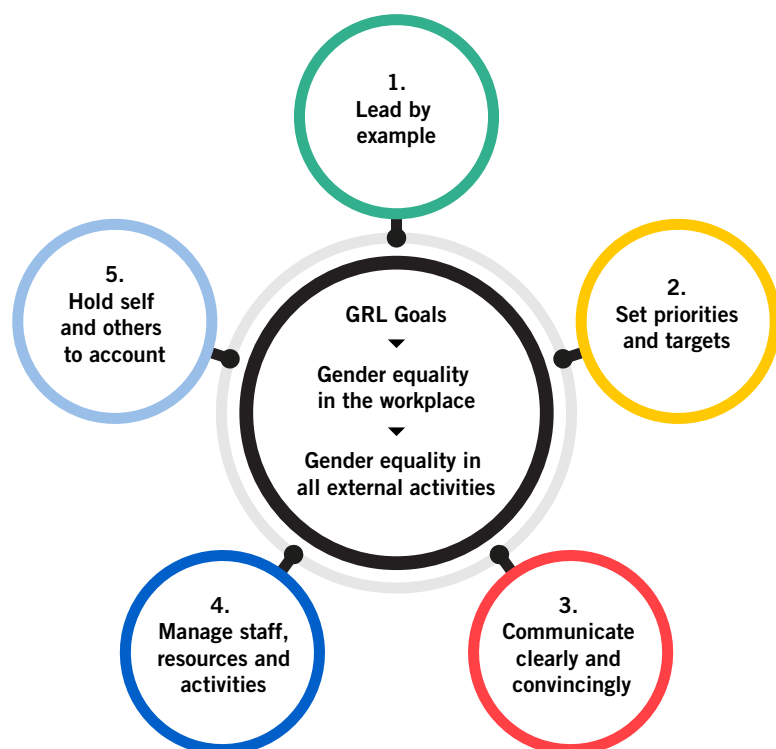 1.
Lead by
example
2.
Set priorities
and targets
3.
Communicate
clearly and
convincingly
4.
Manage staff,
resources and
activities
5.
Hold self
and others
to account
GRL Goals
Gender equality
in the workplace
Gender equality in
all external activities